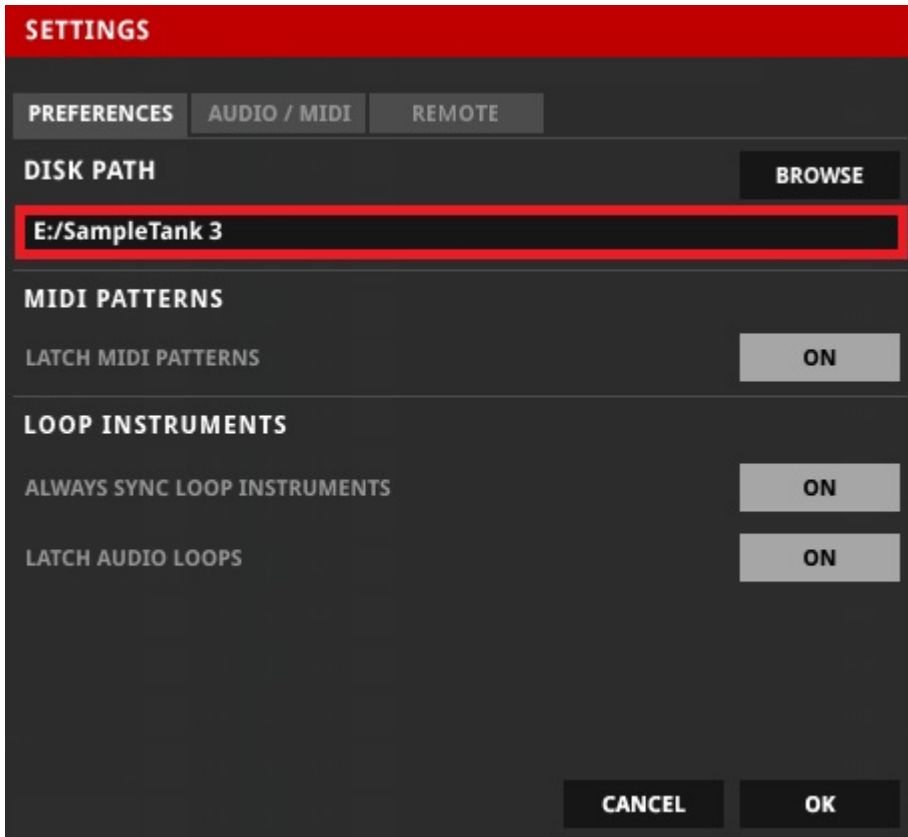 SETTINGS
PREFERENCES AUDIO / MIDI REMOTE
DISK PATH BROWSE
E:/SampleTank 3
MIDI PATTERNS
LATCH MIDI PATTERNS ON
LOOP INSTRUMENTS
ALWAYS SYNC LOOP INSTRUMENTS ON
LATCH AUDIO LOOPS ON
CANCEL OK